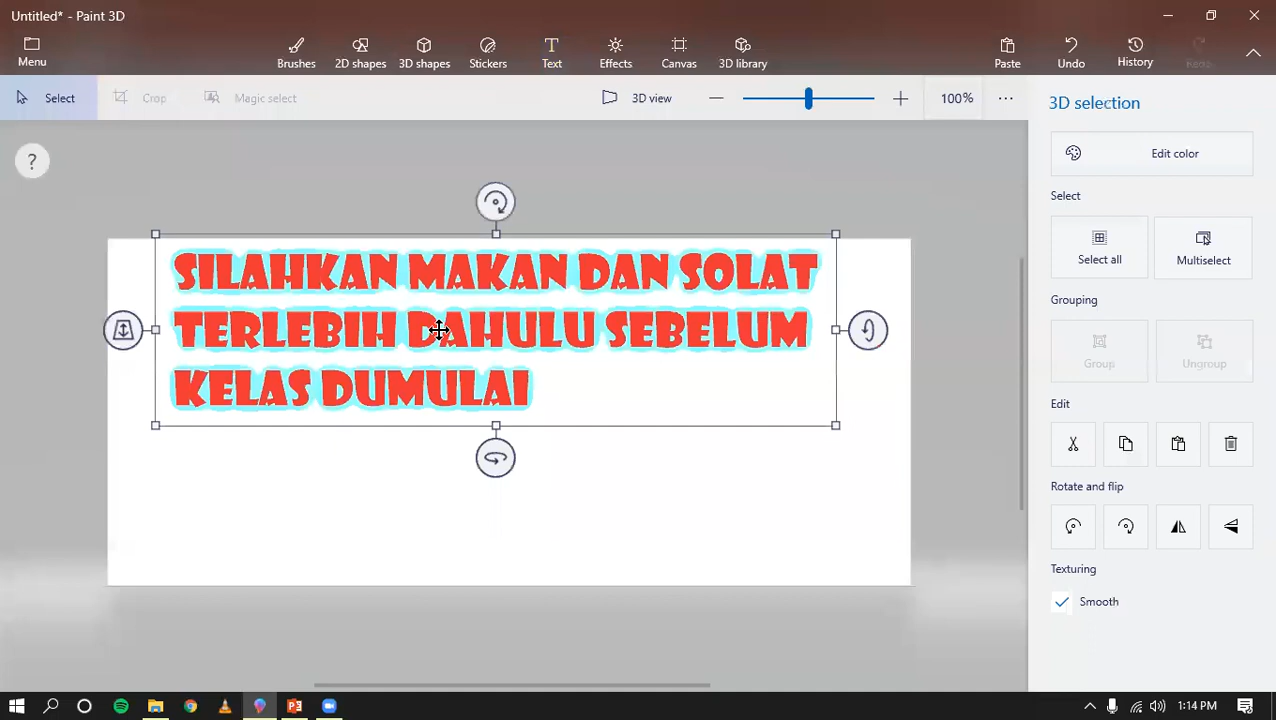 Untitled* - Paint 3D
Menu
Brushes
2D shapes
3D shapes
Stickers
Text
Effects
Canvas
3D library
Paste
Undo
History
Redo
Select
Crop
Magic select
3D view
100%
3D selection
?
Edit color
Select
Select all
Multiselect
Grouping
Group
Ungroup
Edit
Rotate and flip
Texturing
Smooth
SILAHKAN MAKAN DAN SOLAT
TERLEBIH DAHULU SEBELUM
KELAS DUMULAI
1:14 PM